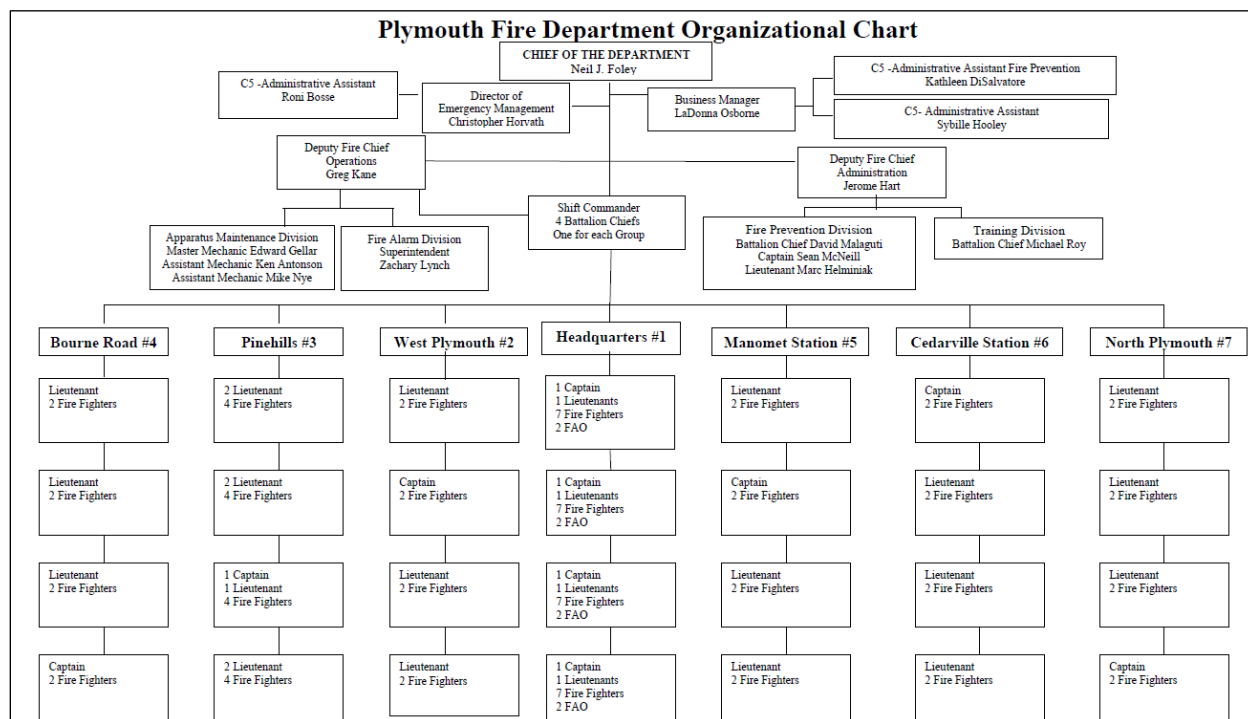 Plymouth Fire Department Organizational Chart
CHIEF OF THE DEPARTMENT
Neil J. Foley
C5 -Administrative Assistant
Roni Bosse
Director of
Emergency Management
Christopher Horvath
Business Manager
LaDonna Osborne
C5 -Administrative Assistant Fire Prevention
Kathleen DiSalvatore
C5- Administrative Assistant
Sybille Hooley
Deputy Fire Chief
Operations
Greg Kane
Deputy Fire Chief
Administration
Jerome Hart
Shift Commander
4 Battalion Chiefs
One for each Group
Apparatus Maintenance Division
Master Mechanic Edward Gellar
Assistant Mechanic Ken Antonson
Assistant Mechanic Mike Nye
Fire Alarm Division
Superintendent
Zachary Lynch
Fire Prevention Division
Battalion Chief David Malaguti
Captain Sean McNeill
Lieutenant Marc Helminiak
Training Division
Battalion Chief Michael Roy
Bourne Road #4
Pinehills #3
West Plymouth #2
Headquarters #1
Manomet Station #5
Cedarville Station #6
North Plymouth #7
Lieutenant
2 Fire Fighters
2 Lieutenant
4 Fire Fighters
Lieutenant
2 Fire Fighters
1 Captain
1 Lieutenants
7 Fire Fighters
2 FAO
Lieutenant
2 Fire Fighters
Captain
2 Fire Fighters
Lieutenant
2 Fire Fighters
Lieutenant
2 Fire Fighters
2 Lieutenant
4 Fire Fighters
Captain
2 Fire Fighters
1 Captain
1 Lieutenants
7 Fire Fighters
2 FAO
Captain
2 Fire Fighters
Lieutenant
2 Fire Fighters
Lieutenant
2 Fire Fighters
Lieutenant
2 Fire Fighters
1 Captain
1 Lieutenant
4 Fire Fighters
Lieutenant
2 Fire Fighters
1 Captain
1 Lieutenants
7 Fire Fighters
2 FAO
Lieutenant
2 Fire Fighters
Lieutenant
2 Fire Fighters
Lieutenant
2 Fire Fighters
Captain
2 Fire Fighters
2 Lieutenant
4 Fire Fighters
Lieutenant
2 Fire Fighters
1 Captain
1 Lieutenants
7 Fire Fighters
2 FAO
Lieutenant
2 Fire Fighters
Lieutenant
2 Fire Fighters
Captain
2 Fire Fighters